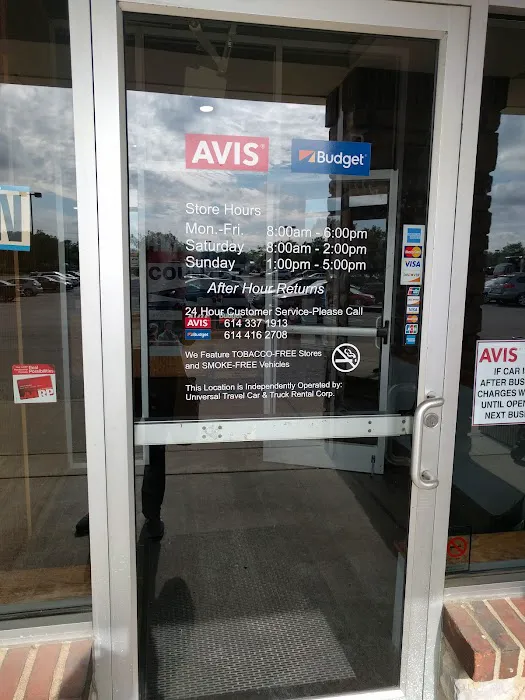 AVIS
Budget
Store Hours
Mon.-Fri. 8:00am - 6:00pm
Saturday 8:00am - 2:00pm
Sunday 1:00pm - 5:00pm
After Hour Returns
24 Hour Customer Service-Please Call
AVIS 614 337 1913
Budget 614 416 2708
We Feature TOBACCO-FREE Stores
and SMOKE-FREE Vehicles
This Location is Independently Operated by:
Universal Travel Car & Truck Rental Corp.
VISA
VISA
AVIS
IF CAR
AFTER BUS
CHARGES
UNTIL OPE
NEXT BUS
N